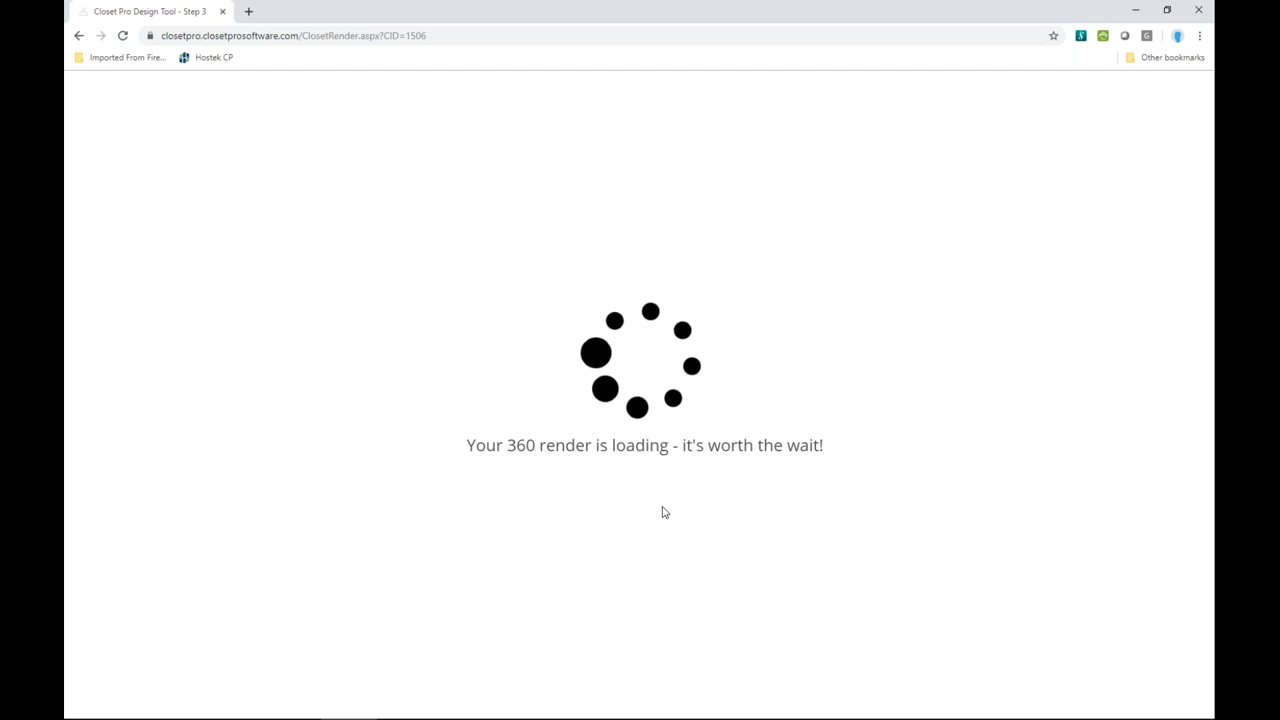 Closet Pro Design Tool - Step 3
closetpro.closetprosoftware.com/ClosetRender.aspx?CID=1506
Imported From Fire...
Hostek CP
Other bookmarks
Your 360 render is loading - it's worth the wait!